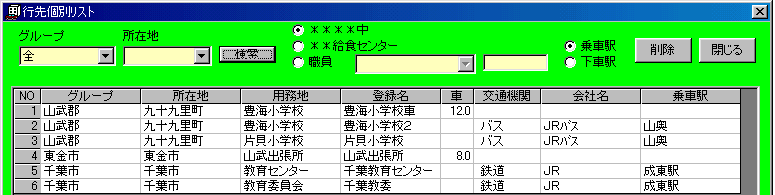 行先個別リスト
グループ 所在地
全 検索
＊＊＊＊中
＊＊給食センター
職員
乗車駅
下車駅
削除 閉じる
NO グループ 所在地 用務地 登録名 車 交通機関 会社名 乗車駅
1 山武郡 九十九里町 豊海小学校 豊海小学校車 12.0
2 山武郡 九十九里町 豊海小学校 豊海小学校2 バス JRバス 山奥
3 山武郡 九十九里町 片貝小学校 片貝小学校 バス JRバス 山奥
4 東金市 東金市 山武出張所 山武出張所 8.0
5 千葉市 千葉市 教育センター 千葉教育センター 鉄道 JR 成東駅
6 千葉市 千葉市 教育委員会 千葉教委 鉄道 JR 成東駅